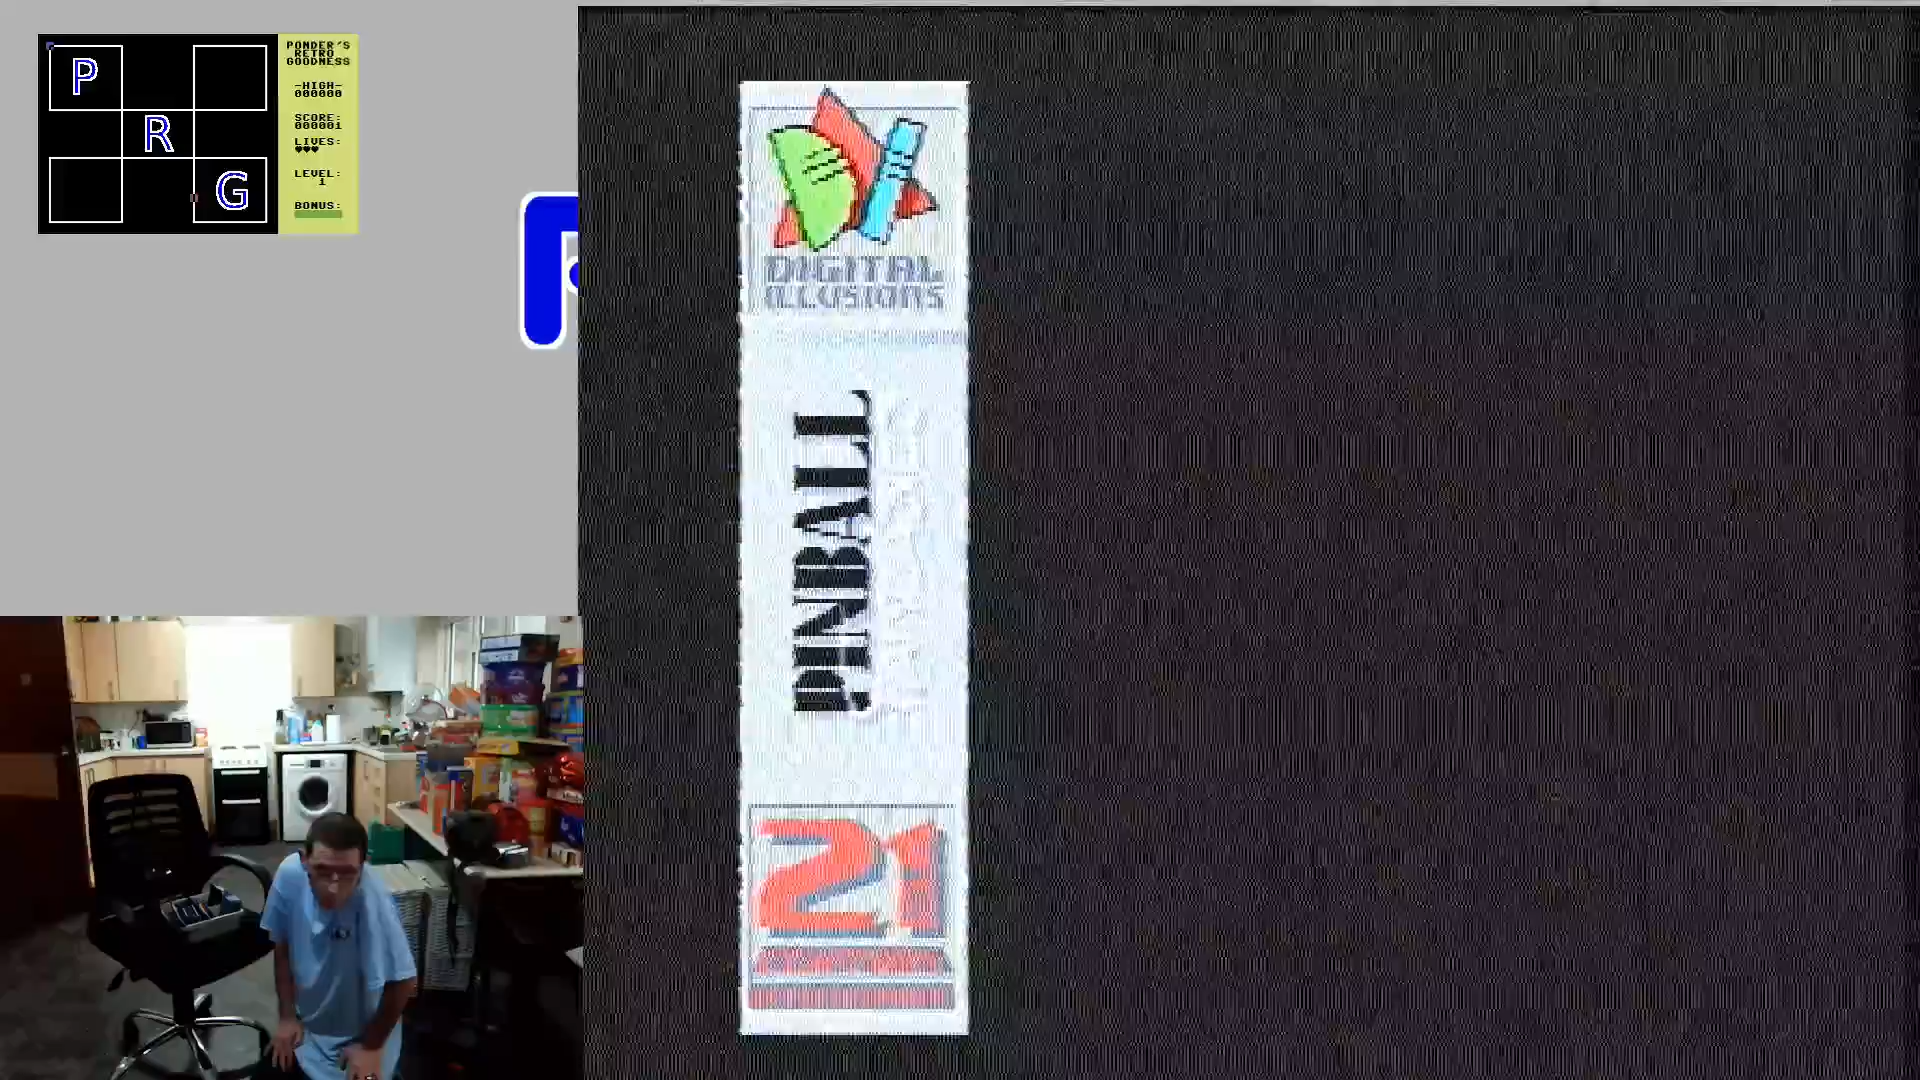 P
R
G
PONDER'S
RETRO
GOODNESS
-HIGH-
000000
SCORE:
000001
LIVES:
♥♥♥
LEVEL:
1
BONUS:
DIGITAL
ILLUSIONS
PINBALL
21